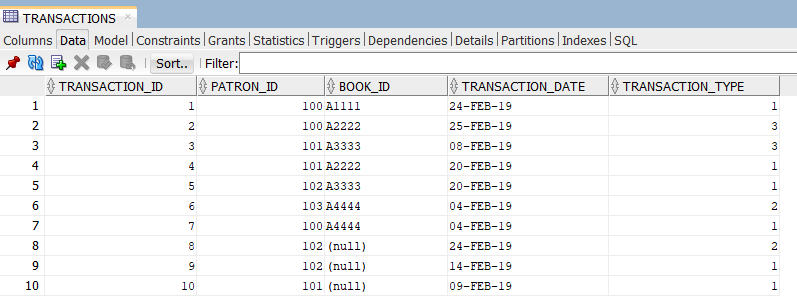 TRANSACTIONS
Columns Data Model Constraints Grants Statistics Triggers Dependencies Details Partitions Indexes SQL
Sort.. Filter:
TRANSACTION_ID PATRON_ID BOOK_ID TRANSACTION_DATE TRANSACTION_TYPE
1 1 100 A1111 24-FEB-19 1
2 2 100 A2222 25-FEB-19 3
3 3 101 A3333 08-FEB-19 3
4 4 101 A2222 20-FEB-19 1
5 5 102 A3333 20-FEB-19 1
6 6 103 A4444 04-FEB-19 2
7 7 100 A4444 04-FEB-19 1
8 8 102 (null) 24-FEB-19 2
9 9 102 (null) 14-FEB-19 1
10 10 101 (null) 09-FEB-19 1